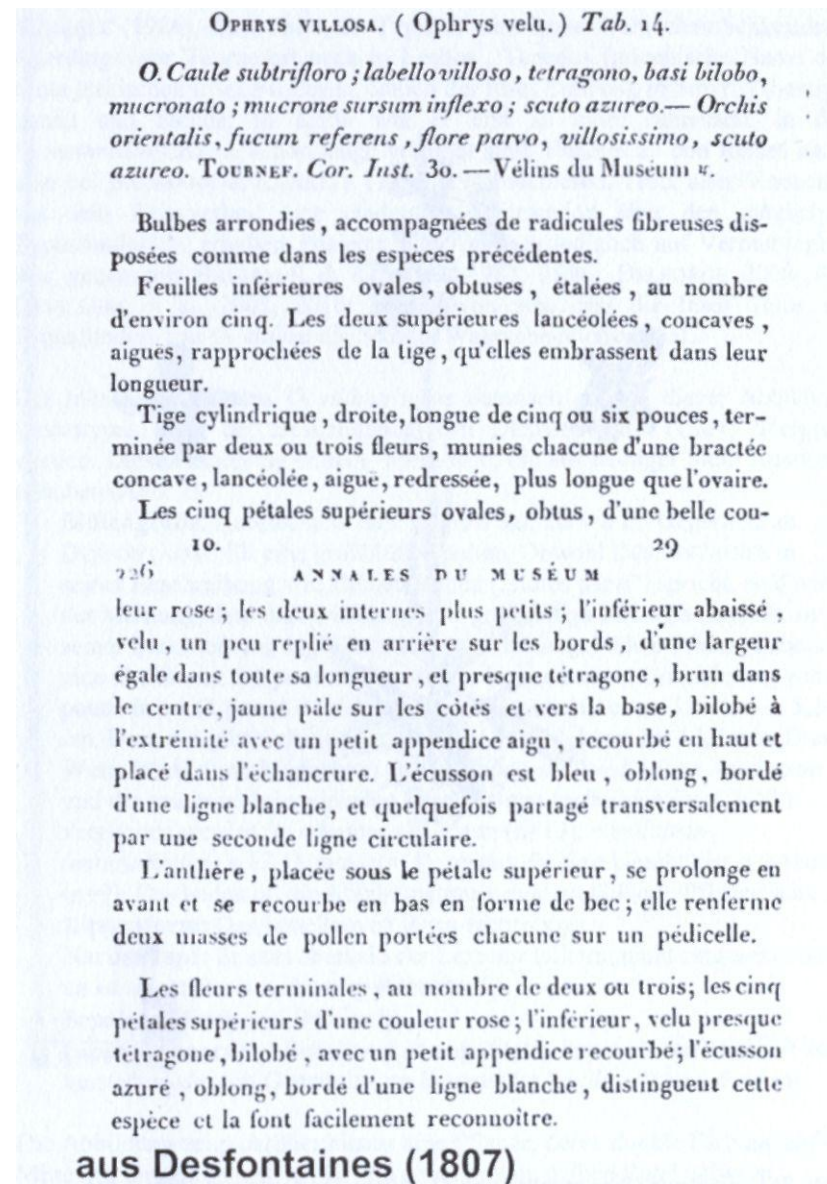 OPHRYS VILLOSA. ( Ophrys velu. ) Tab. 14.
O. Caule subtrifloro ; labello villoso, tetragono, basi bilobo,
mucronato ; mucrone sursum inflexo ; scuto azureo. — Orchis
orientalis, fucum referens, flore parvo, villosissimo, scuto
azureo. TOURNEF. Cor. Inst. 30. — Vélins du Muséum
Bulbes arrondies, accompagnées de radicules fibreuses dis-
posées comme dans les espèces précédentes.
Feuilles inférieures ovales, obtuses, étalées, au nombre
d'environ cinq. Les deux supérieures lancéolées, concaves,
aigues, rapprochées de la tige, qu'elles embrassent dans leur
longueur.
Tige cylindrique, droite, longue de cinq ou six pouces, ter-
minée par deux ou trois fleurs, munies chacune d'une bractée
concave, lancéolée, aiguë, redressée, plus longue que l'ovaire.
Les cinq pétales supérieurs ovales, obtus, d'une belle cou-
10. 29
226 ANNALES DU MUSÉUM
leur rose; les deux internes plus petits; l'inférieur abaissé,
velu, un peu replié en arrière sur les bords, d'une largeur
égale dans toute sa longueur, et presque tétragone, brun dans
le centre, jaune pâle sur les côtés et vers la base, bilobé à
l'extrémité avec un petit appendice aigu, recourbé en haut et
placé dans l'échancrure. L'écusson est bleu, oblong, bordé
d'une ligne blanche, et quelquefois partagé transversalement
par une seconde ligne circulaire.
L'anthère, placée sous le pétale supérieur, se prolonge en
avant et se recourbe en bas en forme de bec; elle renferme
deux masses de pollen portées chacune sur un pédicelle.
Les fleurs terminales, au nombre de deux ou trois; les cinq
pétales supérieurs d'une couleur rose; l'inférieur, velu presque
tétragone, bilobé, avec un petit appendice recourbé; l'écusson
azuré, oblong, bordé d'une ligne blanche, distinguent cette
espèce et la font facilement reconnoître.
aus Desfontaines (1807)